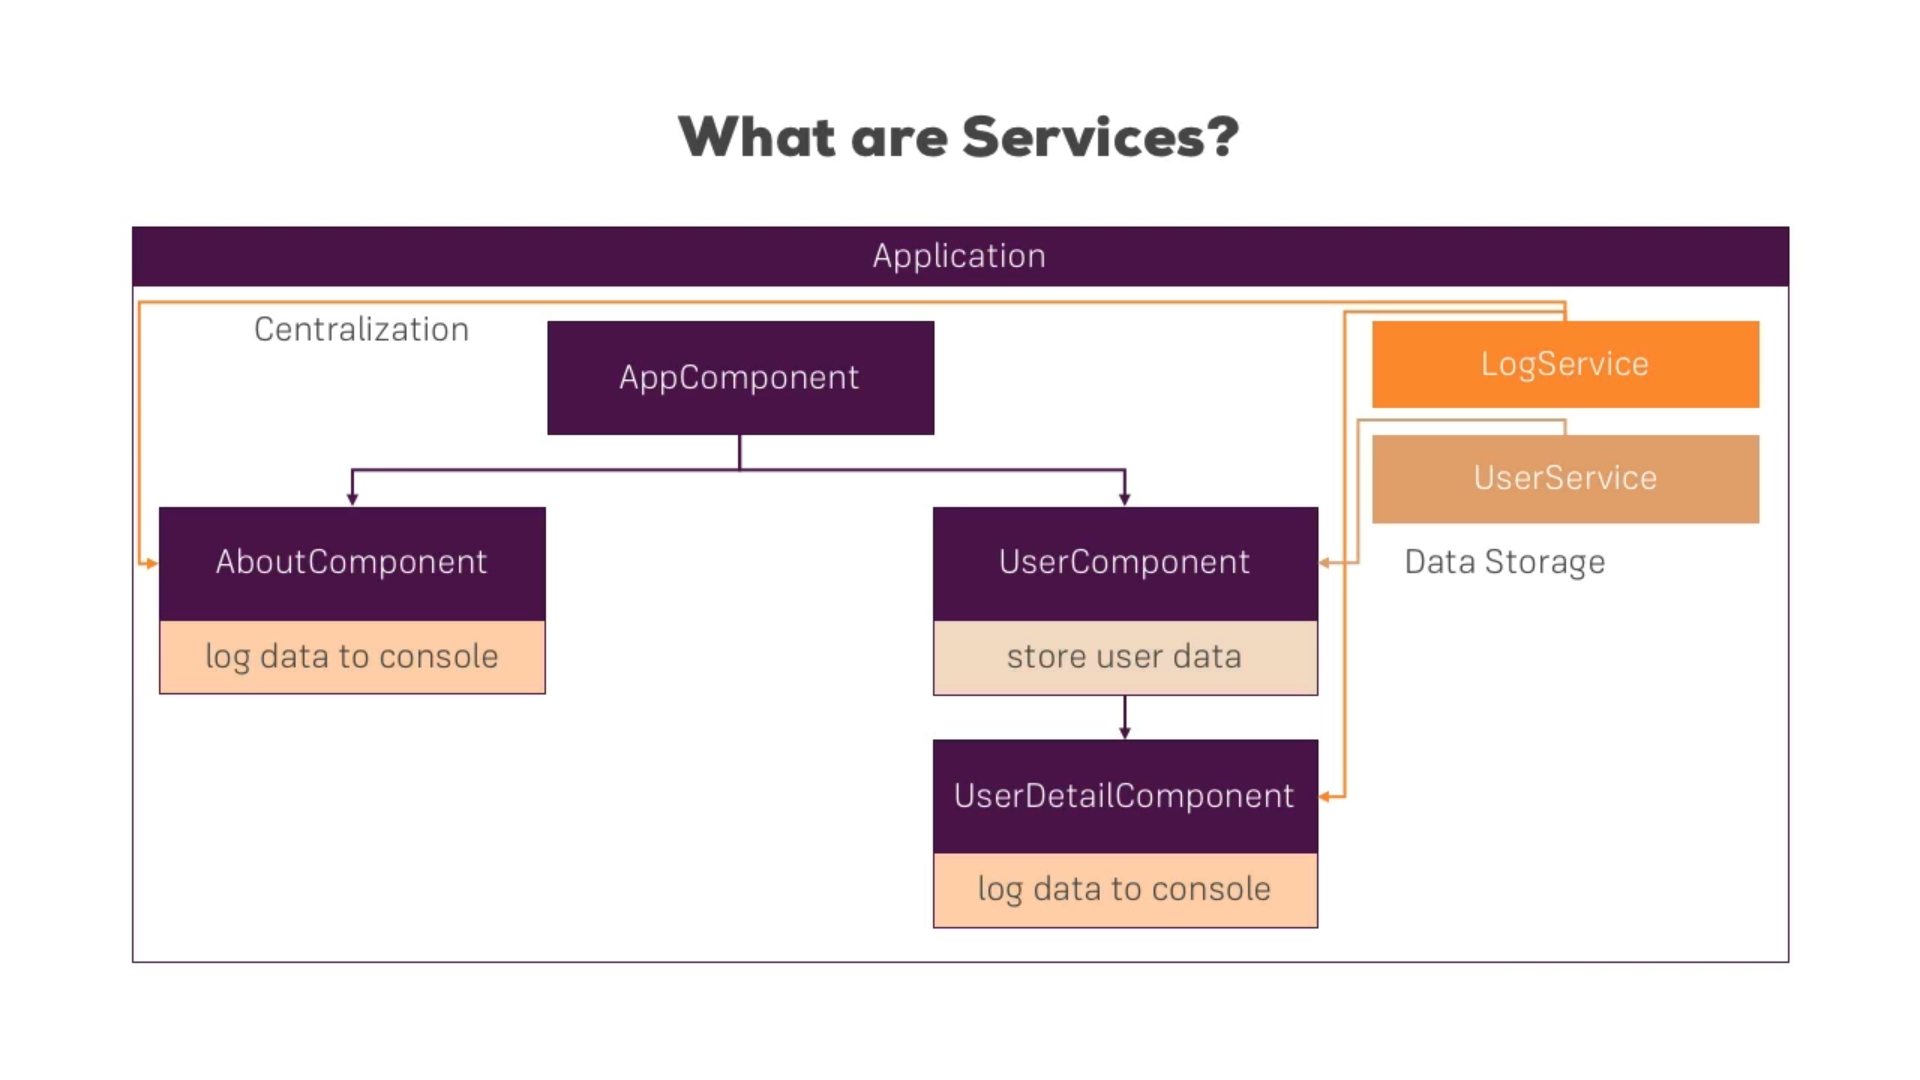 What are Services?
Application
Centralization
AppComponent
LogService
UserService
AboutComponent
UserComponent
Data Storage
log data to console
store user data
UserDetailComponent
log data to console